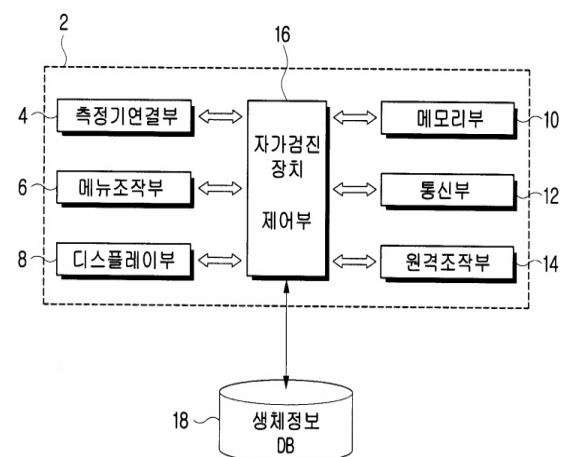 2
16
4
측정기연결부
자가검진
장치
제어부
메모리부
10
6
메뉴조작부
통신부
12
8
디스플레이부
원격조작부
14
18
생체정보
DB